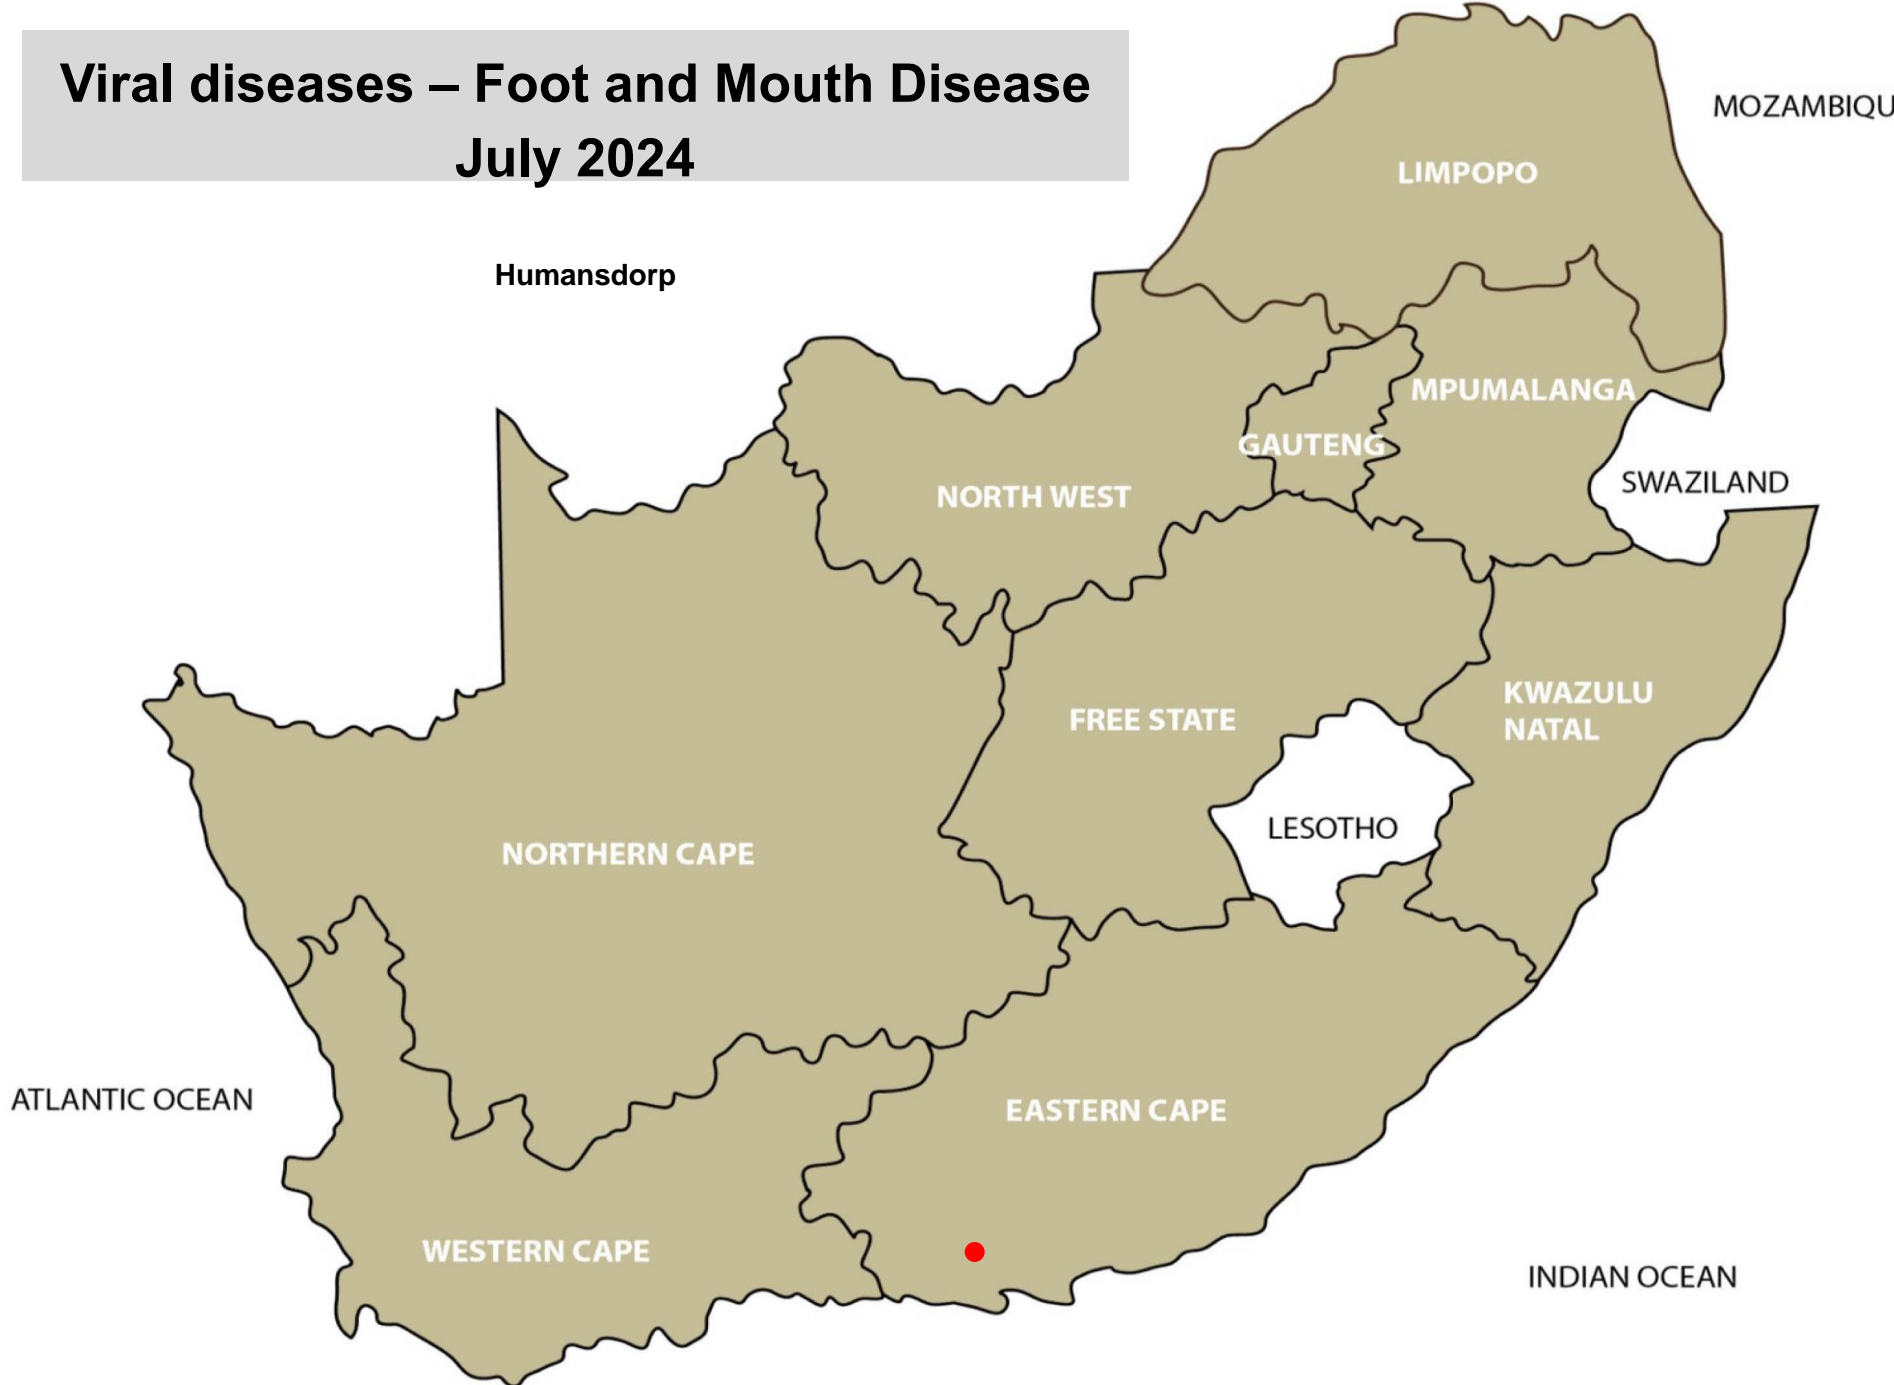 Viral diseases – Foot and Mouth Disease
July 2024
MOZAMBIQU
LIMPOPO
Humansdorp
MPUMALANGA
GAUTENG
SWAZILAND
NORTH WEST
KWAZULU
NATAL
FREE STATE
LESOTHO
NORTHERN CAPE
ATLANTIC OCEAN
EASTERN CAPE
WESTERN CAPE
INDIAN OCEAN